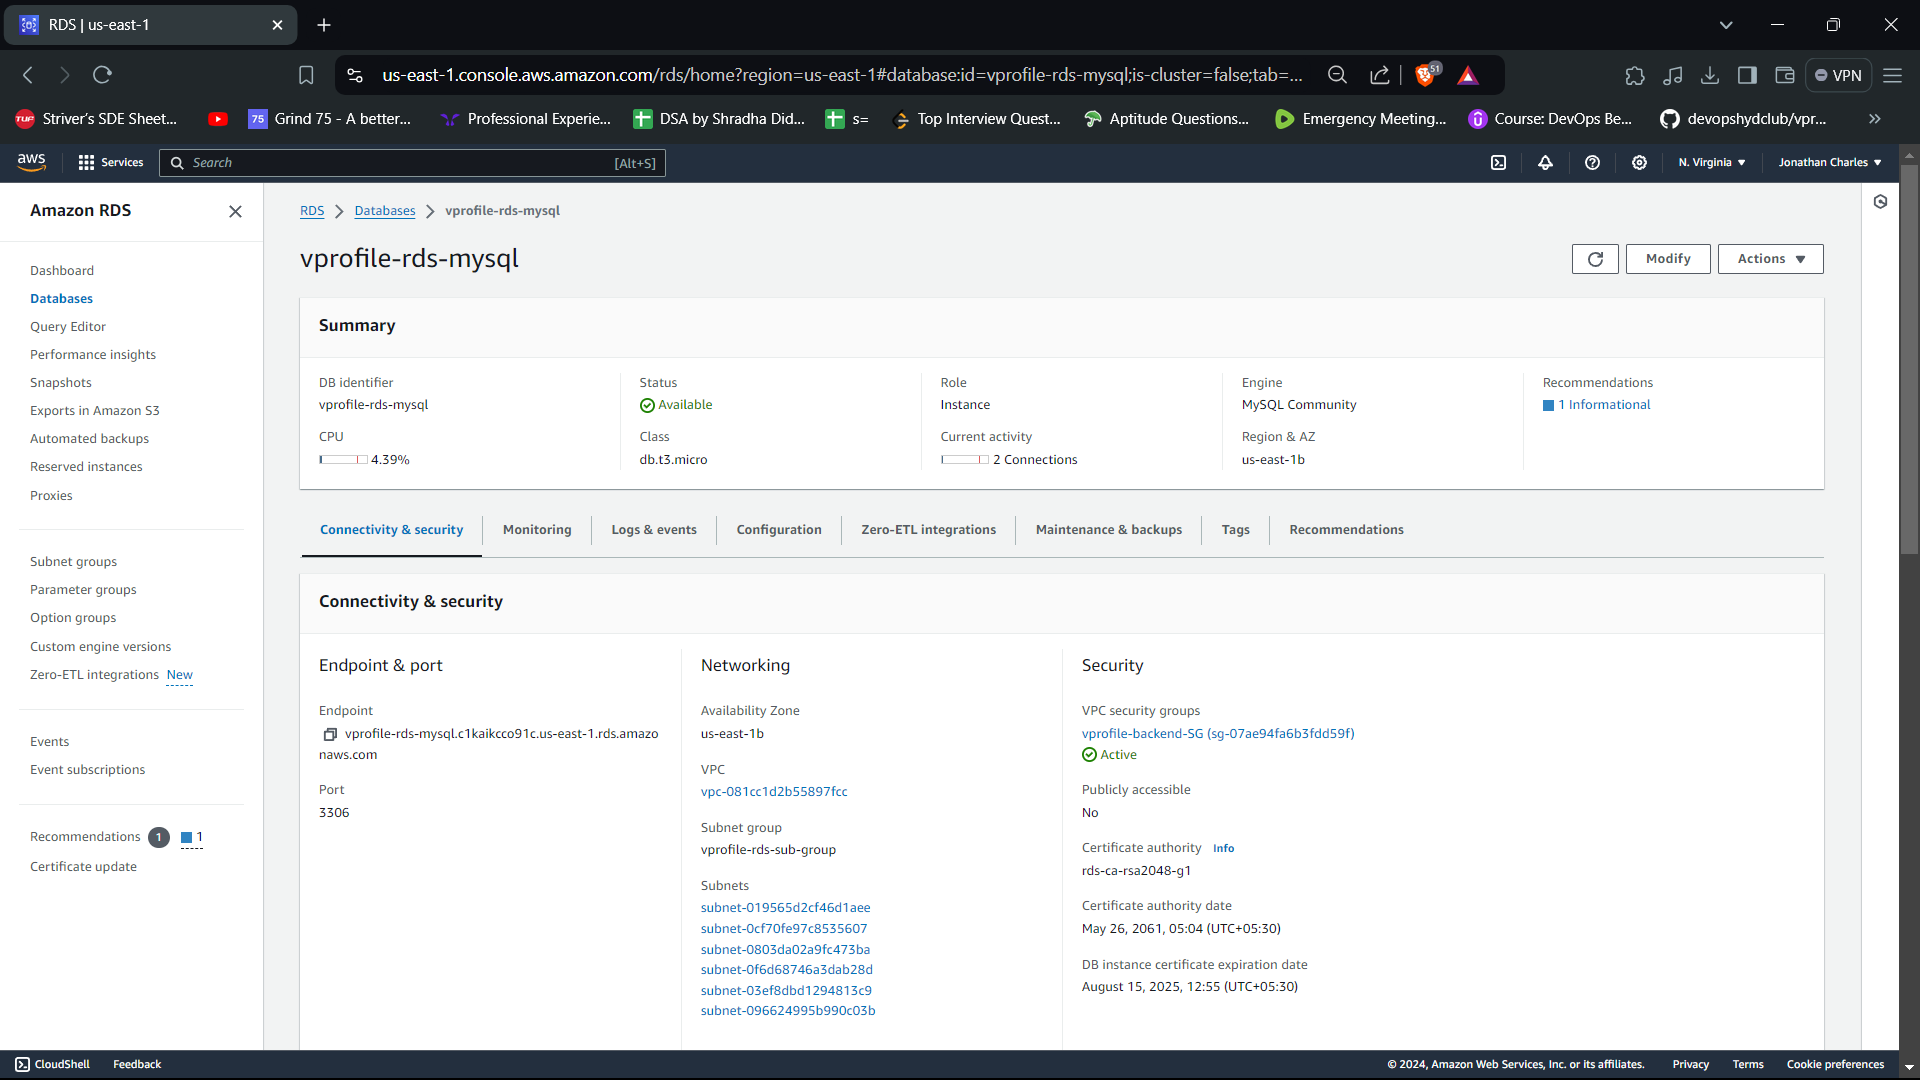 RDS | us-east-1
us-east-1.console.aws.amazon.com/rds/home?region=us-east-1#database:id=vprofile-rds-mysql;is-cluster=false;tab=...
51
VPN
TUF
Striver's SDE Sheet...
75
Grind 75 - A better...
Professional Experie...
DSA by Shradha Did...
s=
Top Interview Quest...
Aptitude Questions...
Emergency Meeting...
Course: DevOps Be...
devopshydclub/vpr...
aws
Services
Search
[Alt+S]
N. Virginia
Jonathan Charles
Amazon RDS
Dashboard
Databases
Query Editor
Performance insights
Snapshots
Exports in Amazon S3
Automated backups
Reserved instances
Proxies
Subnet groups
Parameter groups
Option groups
Custom engine versions
Zero-ETL integrations New
Events
Event subscriptions
Recommendations 1 1
Certificate update
RDS > Databases > vprofile-rds-mysql
vprofile-rds-mysql
Modify
Actions
Summary
DB identifier
vprofile-rds-mysql
CPU
4.39%
Status
Available
Class
db.t3.micro
Role
Instance
Current activity
2 Connections
Engine
MySQL Community
Region & AZ
us-east-1b
Recommendations
1 Informational
Connectivity & security
Monitoring
Logs & events
Configuration
Zero-ETL integrations
Maintenance & backups
Tags
Recommendations
Connectivity & security
Endpoint & port
Endpoint
vprofile-rds-mysql.c1kaikcco91c.us-east-1.rds.amazo
naws.com
Port
3306
Networking
Availability Zone
us-east-1b
VPC
vpc-081cc1d2b55897fcc
Subnet group
vprofile-rds-sub-group
Subnets
subnet-019565d2cf46d1aee
subnet-0cf70fe97c8535607
subnet-0803da02a9fc473ba
subnet-0f6d68746a3dab28d
subnet-03ef8dbd1294813c9
subnet-096624995b990c03b
Security
VPC security groups
vprofile-backend-SG (sg-07ae94fa6b3fdd59f)
Active
Publicly accessible
No
Certificate authority Info
rds-ca-rsa2048-g1
Certificate authority date
May 26, 2061, 05:04 (UTC+05:30)
DB instance certificate expiration date
August 15, 2025, 12:55 (UTC+05:30)
CloudShell
Feedback
© 2024, Amazon Web Services, Inc. or its affiliates.
Privacy
Terms
Cookie preferences